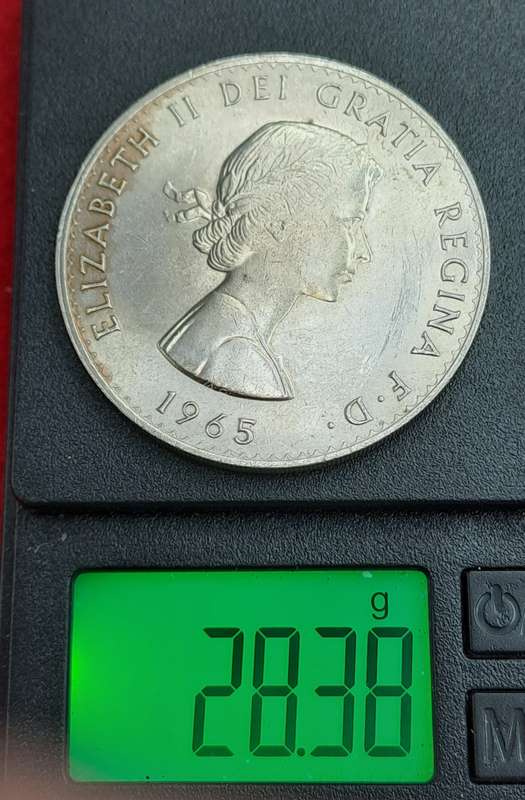 ELIZABETH II DEI GRATIA REGINA F·D·
1965
g
28.38
M